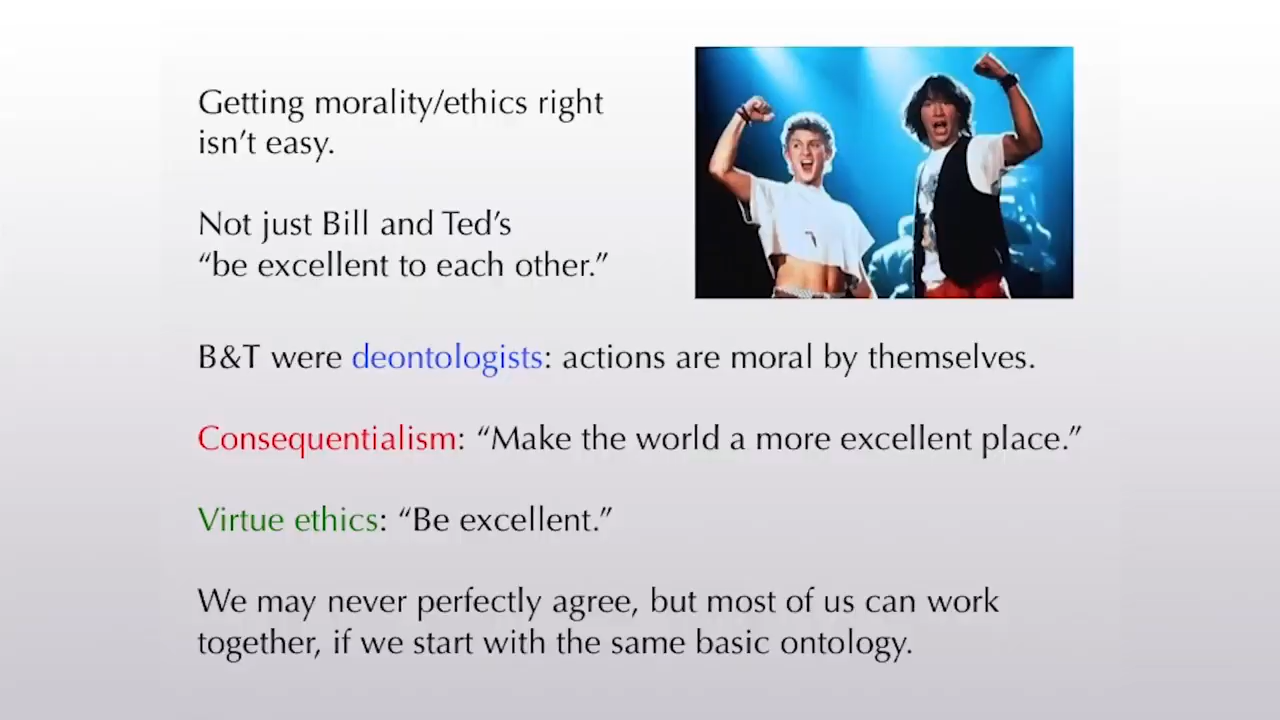 Getting morality/ethics right
isn’t easy.
Not just Bill and Ted’s
“be excellent to each other.”
B&T were deontologists: actions are moral by themselves.
Consequentialism: “Make the world a more excellent place.”
Virtue ethics: “Be excellent.”
We may never perfectly agree, but most of us can work
together, if we start with the same basic ontology.